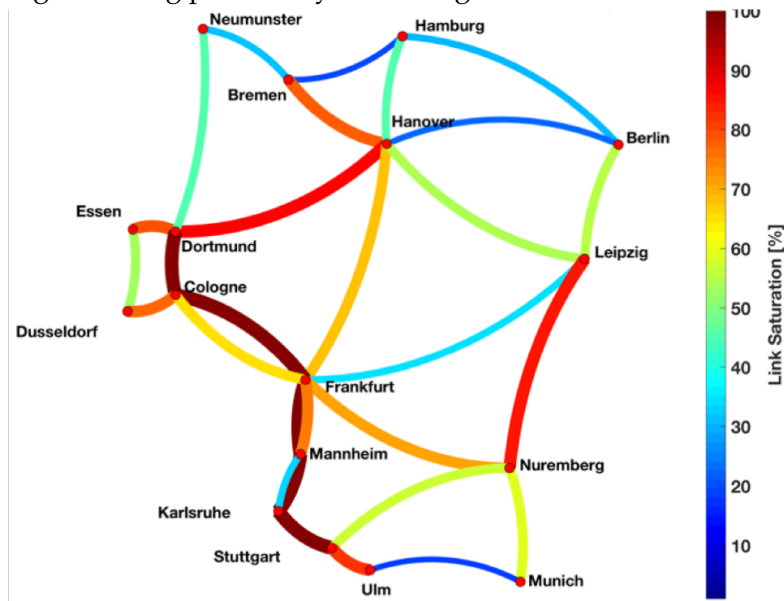 Neumunster
Hamburg
Bremen
Hanover
Berlin
Essen
Dortmund
Leipzig
Cologne
Dusseldorf
Frankfurt
Mannheim
Nuremberg
Karlsruhe
Stuttgart
Ulm
Munich
100
90
80
70
60
50
40
30
20
10
Link Saturation [%]